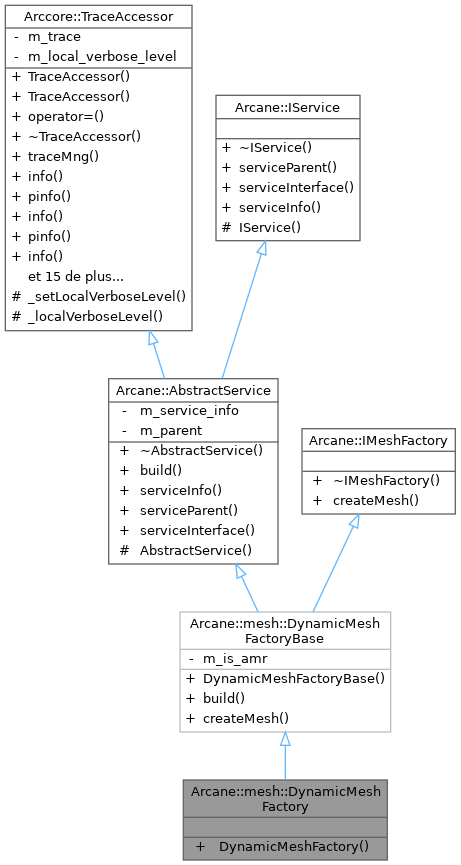 Arccore::TraceAccessor
- m_trace
- m_local_verbose_level
+ TraceAccessor()
+ TraceAccessor()
+ operator=()
+ ~TraceAccessor()
+ traceMng()
+ info()
+ pinfo()
+ info()
+ pinfo()
+ info()
et 15 de plus...
# _setLocalVerboseLevel()
# _localVerboseLevel()
Arcane::IService
+ ~IService()
+ serviceParent()
+ serviceInterface()
+ serviceInfo()
# IService()
Arcane::AbstractService
- m_service_info
- m_parent
+ ~AbstractService()
+ build()
+ serviceInfo()
+ serviceParent()
+ serviceInterface()
# AbstractService()
Arcane::IMeshFactory
+ ~IMeshFactory()
+ createMesh()
Arcane::mesh::DynamicMesh
FactoryBase
- m_is_amr
+ DynamicMeshFactoryBase()
+ build()
+ createMesh()
Arcane::mesh::DynamicMesh
Factory
+ DynamicMeshFactory()